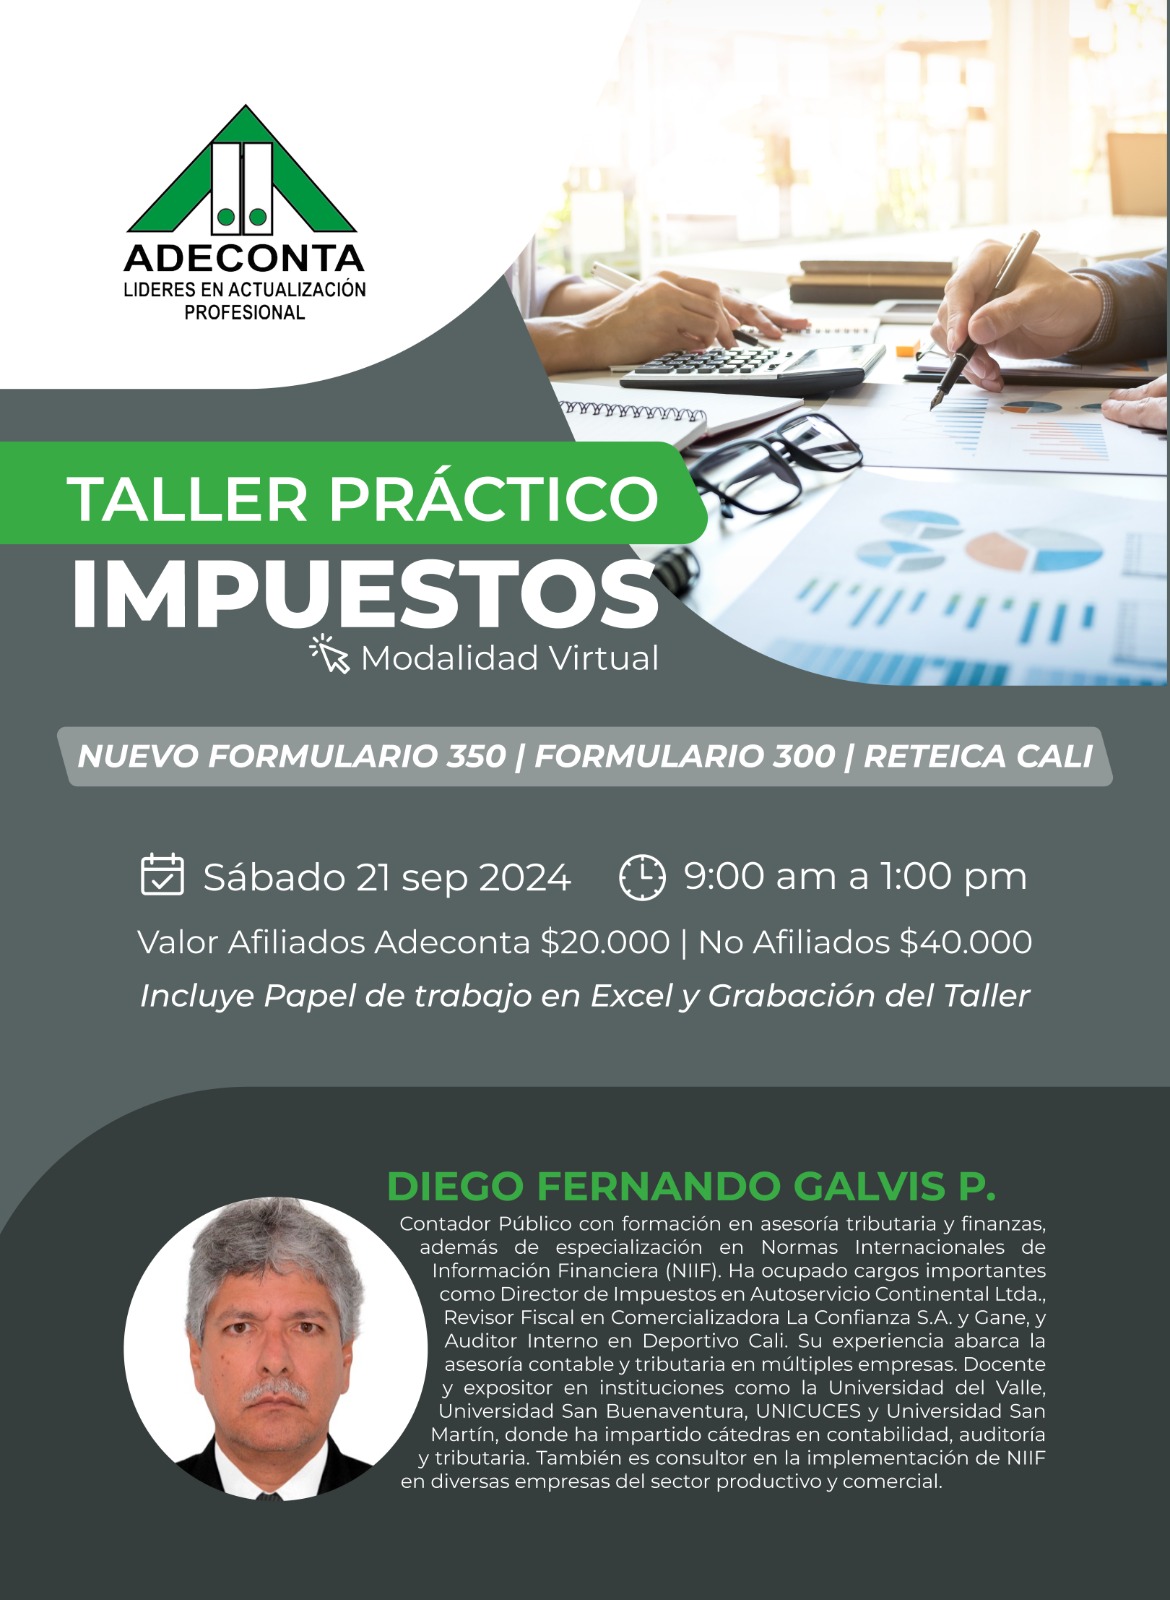 ADECONTA
LIDERES EN ACTUALIZACIÓN
PROFESIONAL
TALLER PRÁCTICO
IMPUESTOS
Modalidad Virtual
NUEVO FORMULARIO 350 | FORMULARIO 300 | RETEICA CALI
Sábado 21 sep 2024 9:00 am a 1:00 pm
Valor Afiliados Adeconta $20.000 | No Afiliados $40.000
Incluye Papel de trabajo en Excel y Grabación del Taller
DIEGO FERNANDO GALVIS P.
Contador Público con formación en asesoría tributaria y finanzas,
además de especialización en Normas Internacionales de
Información Financiera (NIIF). Ha ocupado cargos importantes
como Director de Impuestos en Autoservicio Continental Ltda.,
Revisor Fiscal en Comercializadora La Confianza S.A. y Gane, y
Auditor Interno en Deportivo Cali. Su experiencia abarca la
asesoría contable y tributaria en múltiples empresas. Docente
y expositor en instituciones como la Universidad del Valle,
Universidad San Buenaventura, UNICUCES y Universidad San
Martín, donde ha impartido cátedras en contabilidad, auditoría
y tributaria. También es consultor en la implementación de NIIF
en diversas empresas del sector productivo y comercial.